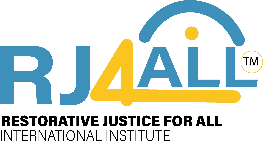 RJ4ALL™
RESTORATIVE JUSTICE FOR ALL
INTERNATIONAL INSTITUTE